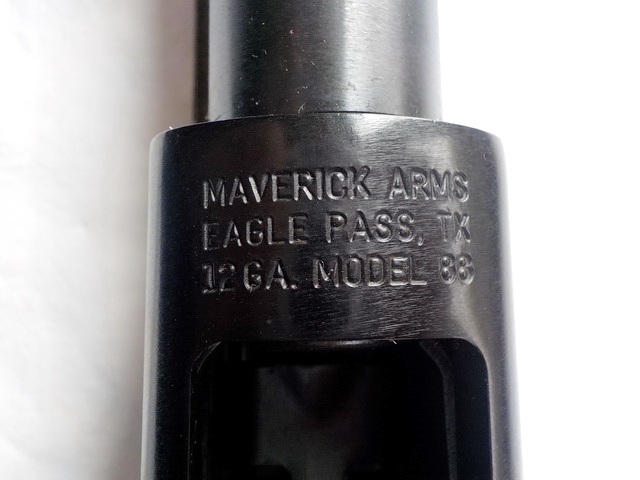 MAVERICK ARMS
EAGLE PASS, TX
12 GA. MODEL 88